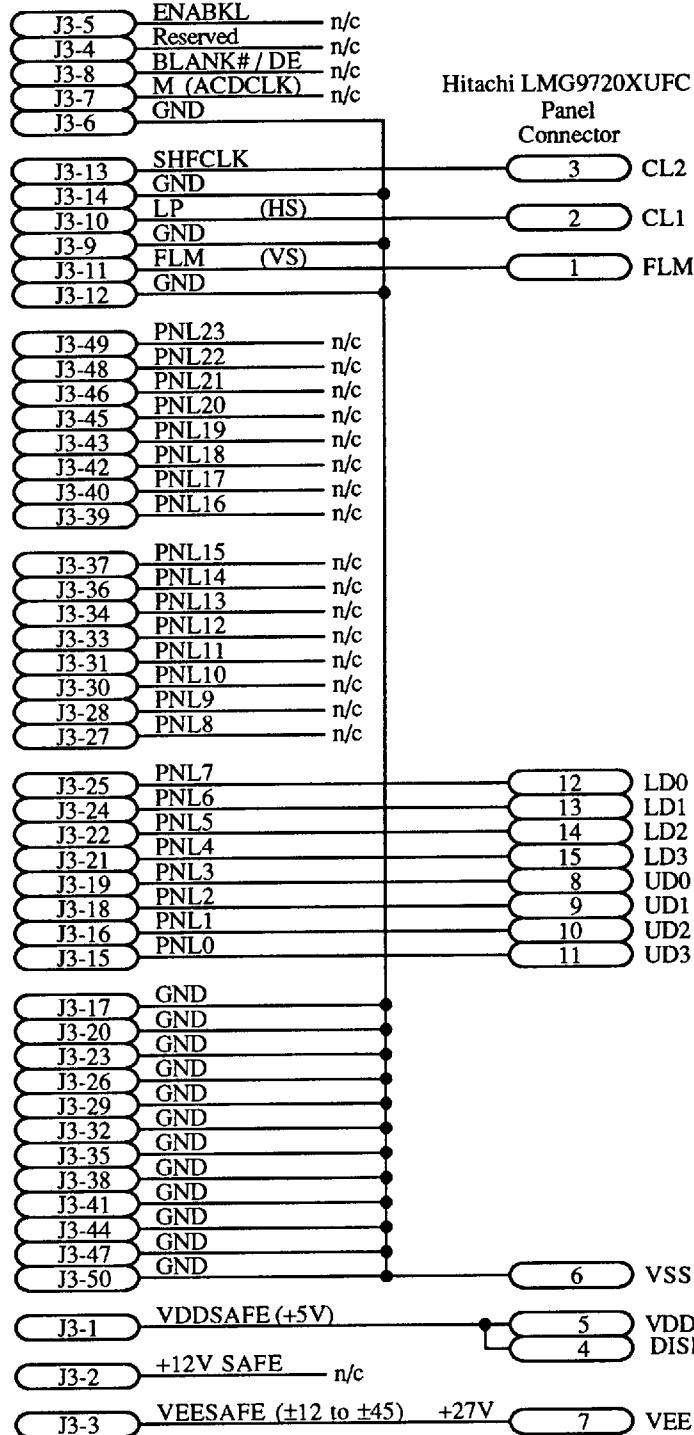 J3-5 ENABKL n/c
J3-4 Reserved n/c
J3-8 BLANK# / DE n/c
J3-7 M (ACDCLK) n/c
J3-6 GND
Hitachi LMG9720XUFC
Panel
Connector
J3-13 SHFCLK 3 CL2
J3-14 GND
J3-10 LP (HS) 2 CL1
J3-9 GND
J3-11 FLM (VS) 1 FLM
J3-12 GND
J3-49 PNL23 n/c
J3-48 PNL22 n/c
J3-46 PNL21 n/c
J3-45 PNL20 n/c
J3-43 PNL19 n/c
J3-42 PNL18 n/c
J3-40 PNL17 n/c
J3-39 PNL16 n/c
J3-37 PNL15 n/c
J3-36 PNL14 n/c
J3-34 PNL13 n/c
J3-33 PNL12 n/c
J3-31 PNL11 n/c
J3-30 PNL10 n/c
J3-28 PNL9 n/c
J3-27 PNL8 n/c
J3-25 PNL7 12 LD0
J3-24 PNL6 13 LD1
J3-22 PNL5 14 LD2
J3-21 PNL4 15 LD3
J3-19 PNL3 8 UD0
J3-18 PNL2 9 UD1
J3-16 PNL1 10 UD2
J3-15 PNL0 11 UD3
J3-17 GND
J3-20 GND
J3-23 GND
J3-26 GND
J3-29 GND
J3-32 GND
J3-35 GND
J3-38 GND
J3-41 GND
J3-44 GND
J3-47 GND
J3-50 GND 6 VSS
J3-1 VDDSAFE (+5V) 5 VDD
4
J3-2 +12V SAFE n/c
J3-3 VEESAFE (±12 to ±45) +27V 7 VEE